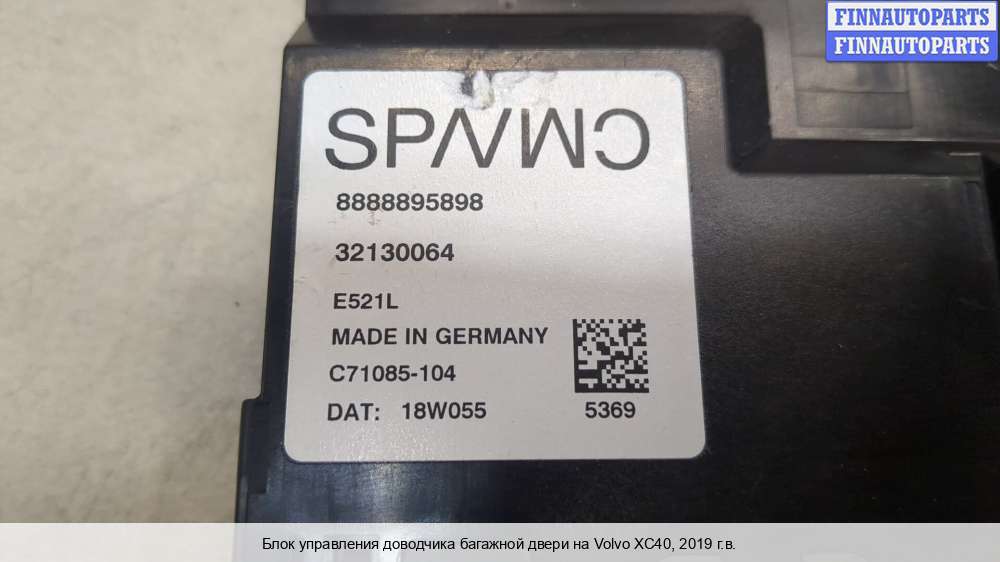 FINNAUTOPARTS
FINNAUTOPARTS
8888895898
32130064
E521L
MADE IN GERMANY
C71085-104
DAT: 18W055
5369
Блок управления доводчика багажной двери на Volvo XC40, 2019 г.в.